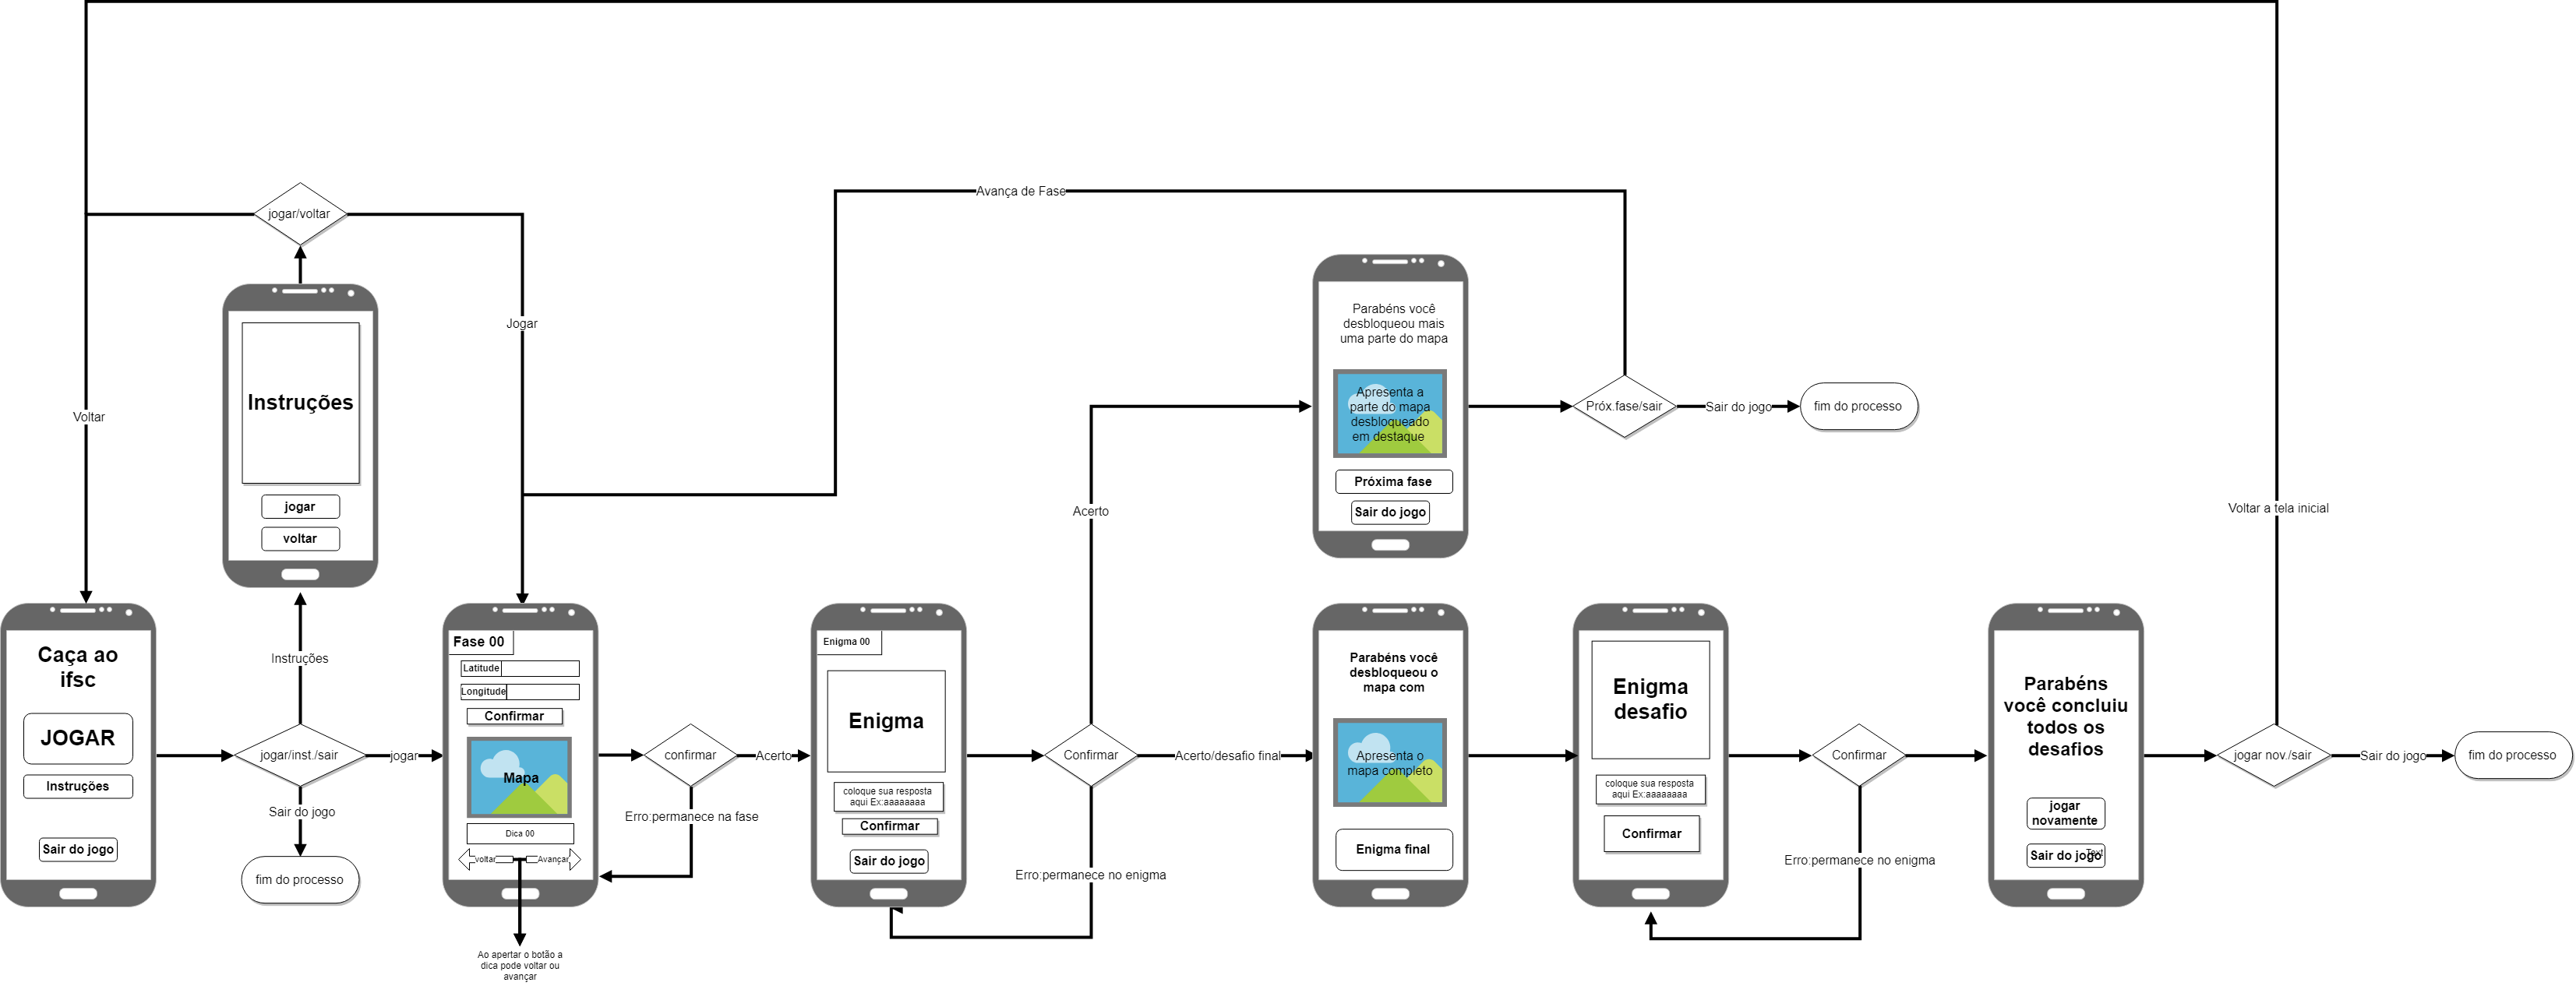 Avança de Fase
jogar/voltar
Jogar
Voltar
Instruções
jogar
voltar
Parabéns você
desbloqueou mais
uma parte do mapa
Apresenta a
parte do mapa
desbloqueado
em destaque
Próxima fase
Sair do jogo
Próx.fase/sair
Sair do jogo
fim do processo
Acerto
Voltar a tela inicial
Caça ao
ifsc
JOGAR
Instruções
Sair do jogo
Instruções
jogar/inst./sair
jogar
Sair do jogo
fim do processo
Fase 00
Latitude
Longitude
Confirmar
Mapa
Dica 00
voltar
Avançar
Ao apertar o botão a
dica pode voltar ou
avançar
confirmar
Acerto
Erro:permanece na fase
Enigma 00
Enigma
coloque sua resposta
aqui Ex:aaaaaaaa
Confirmar
Sair do jogo
Confirmar
Acerto/desafio final
Erro:permanece no enigma
Parabéns você
desbloqueou o
mapa com
Apresenta o
mapa completo
Enigma final
Enigma
desafio
coloque sua resposta
aqui Ex:aaaaaaaa
Confirmar
Confirmar
Erro:permanece no enigma
Parabéns
você concluiu
todos os
desafios
jogar
novamente
Sair do jogo
Text
jogar nov./sair
Sair do jogo
fim do processo